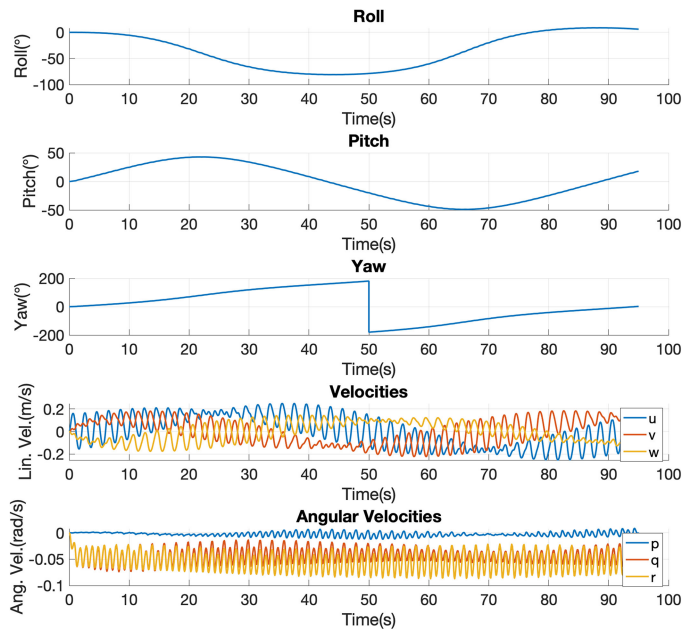 Roll
0
-50
-100
Roll(°)
0 10 20 30 40 50 60 70 80 90 100
Time(s)
Pitch
50
0
-50
Pitch(°)
0 10 20 30 40 50 60 70 80 90 100
Time(s)
Yaw
200
0
-200
Yaw(°)
0 10 20 30 40 50 60 70 80 90 100
Time(s)
Velocities
0.2
0
-0.2
Lin. Vel.(m/s)
u
v
w
0 10 20 30 40 50 60 70 80 90 100
Time(s)
Angular Velocities
0
-0.05
-0.1
Ang. Vel.(rad/s)
p
q
r
0 10 20 30 40 50 60 70 80 90 100
Time(s)